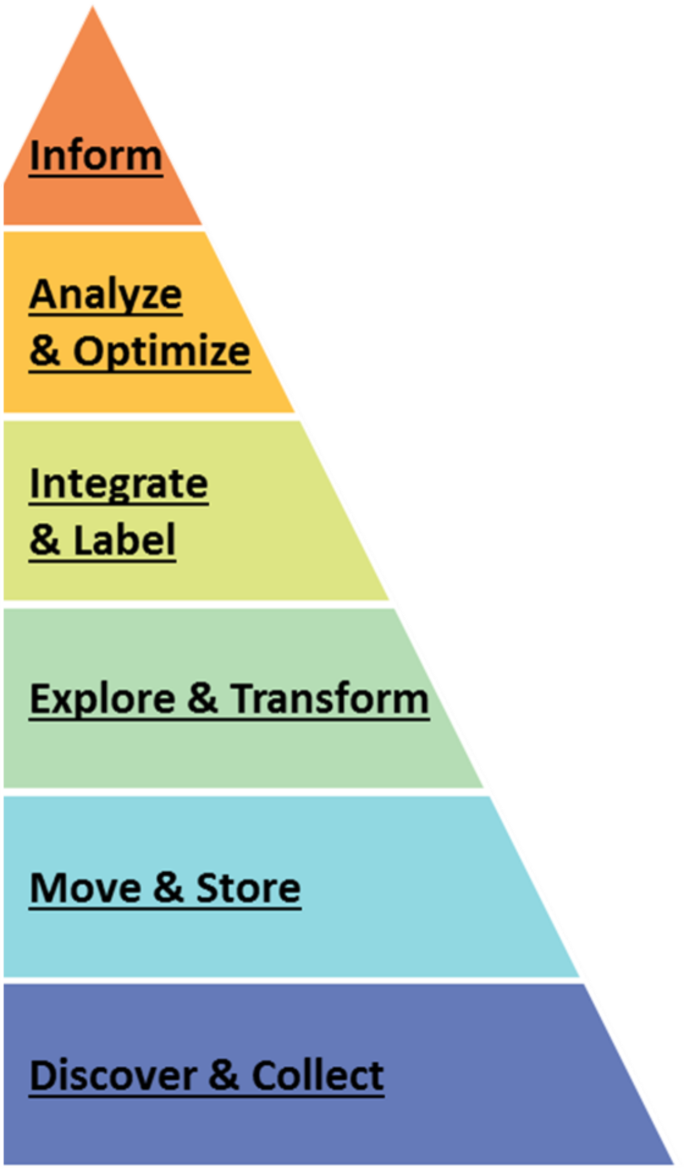 Inform
Analyze
& Optimize
Integrate
& Label
Explore & Transform
Move & Store
Discover & Collect